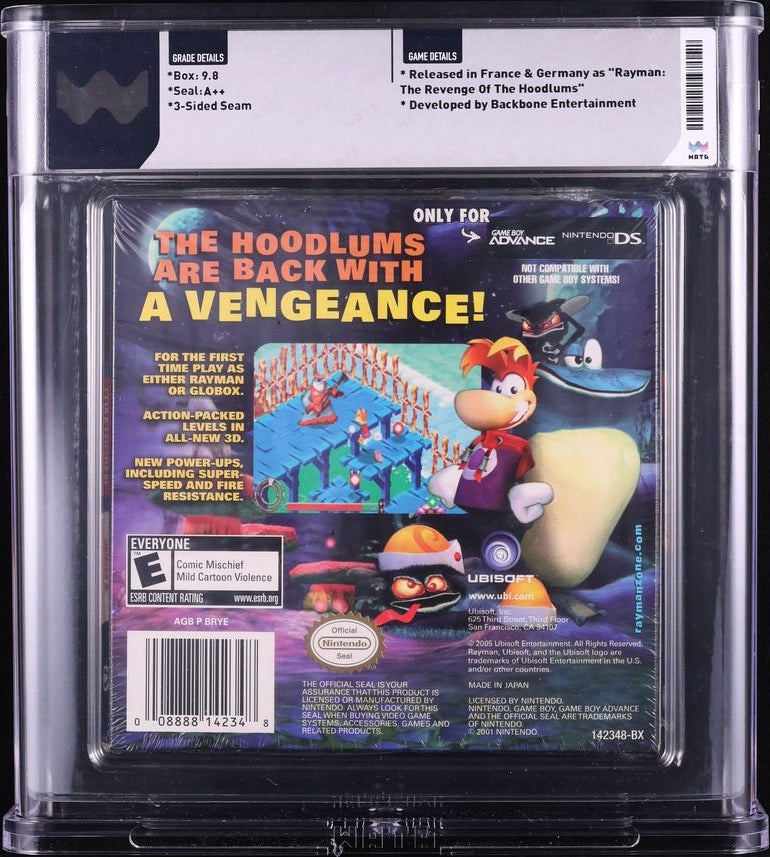 GRADE DETAILS
*Box: 9.8
*Seal: A++
*3-Sided Seam
GAME DETAILS
* Released in France & Germany as "Rayman:
The Revenge Of The Hoodlums"
* Developed by Backbone Entertainment
WATA
ONLY FOR
GAME BOY
ADVANCE
NINTENDO DS
NOT COMPATIBLE WITH
OTHER GAME BOY SYSTEMS!
THE HOODLUMS
ARE BACK WITH
A VENGEANCE!
FOR THE FIRST
TIME PLAY AS
EITHER RAYMAN
OR GLOBOX.
ACTION-PACKED
LEVELS IN
ALL-NEW 3D.
NEW POWER-UPS,
INCLUDING SUPER-
SPEED AND FIRE
RESISTANCE.
EVERYONE
E
TM
Comic Mischief
Mild Cartoon Violence
ESRB CONTENT RATING www.esrb.org
AGB P BRYE
0 08888 14234 8
Official
Nintendo
Seal
THE OFFICIAL SEAL IS YOUR
ASSURANCE THAT THIS PRODUCT IS
LICENSED OR MANUFACTURED BY
NINTENDO. ALWAYS LOOK FOR THIS
SEAL WHEN BUYING VIDEO GAME
SYSTEMS, ACCESSORIES, GAMES AND
RELATED PRODUCTS.
UBISOFT
www.ubi.com
Ubisoft, Inc.
625 Third Street, Third Floor
San Francisco, CA 94107
© 2005 Ubisoft Entertainment. All Rights Reserved.
Rayman, Ubisoft, and the Ubisoft logo are
trademarks of Ubisoft Entertainment in the U.S.
and/or other countries.
MADE IN JAPAN
LICENSED BY NINTENDO.
NINTENDO, GAME BOY, GAME BOY ADVANCE
AND THE OFFICIAL SEAL ARE TRADEMARKS
OF NINTENDO.
© 2001 NINTENDO.
142348-BX
raymanzone.com